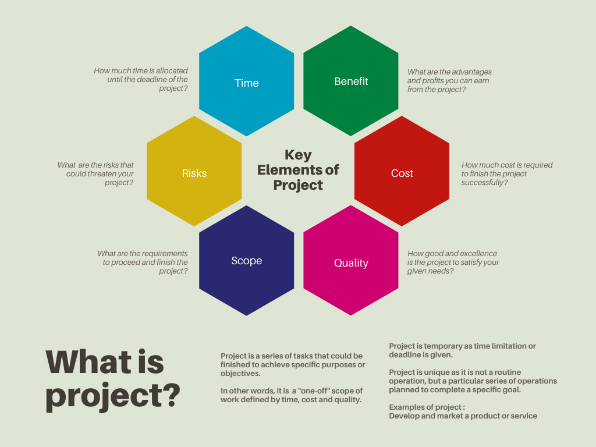 How much time is allocated
until the deadline of the
project?
Time
Benefit
What are the advantages
and profits you can earn
from the project?
What are the risks that
could threaten your
project?
Risks
Key
Elements of
Project
Cost
How much cost is required
to finish the project
successfully?
What are the requirements
to proceed and finish the
project?
Scope
Quality
How good and excellence
is the project to satisfy your
given needs?
What is
project?
Project is a series of tasks that could be
finished to achieve specific purposes or
objectives.
In other words, it is a "one-off" scope of
work defined by time, cost and quality.
Project is temporary as time limitation or
deadline is given.
Project is unique as it is not a routine
operation, but a particular series of operations
planned to complete a specific goal.
Examples of project :
Develop and market a product or service